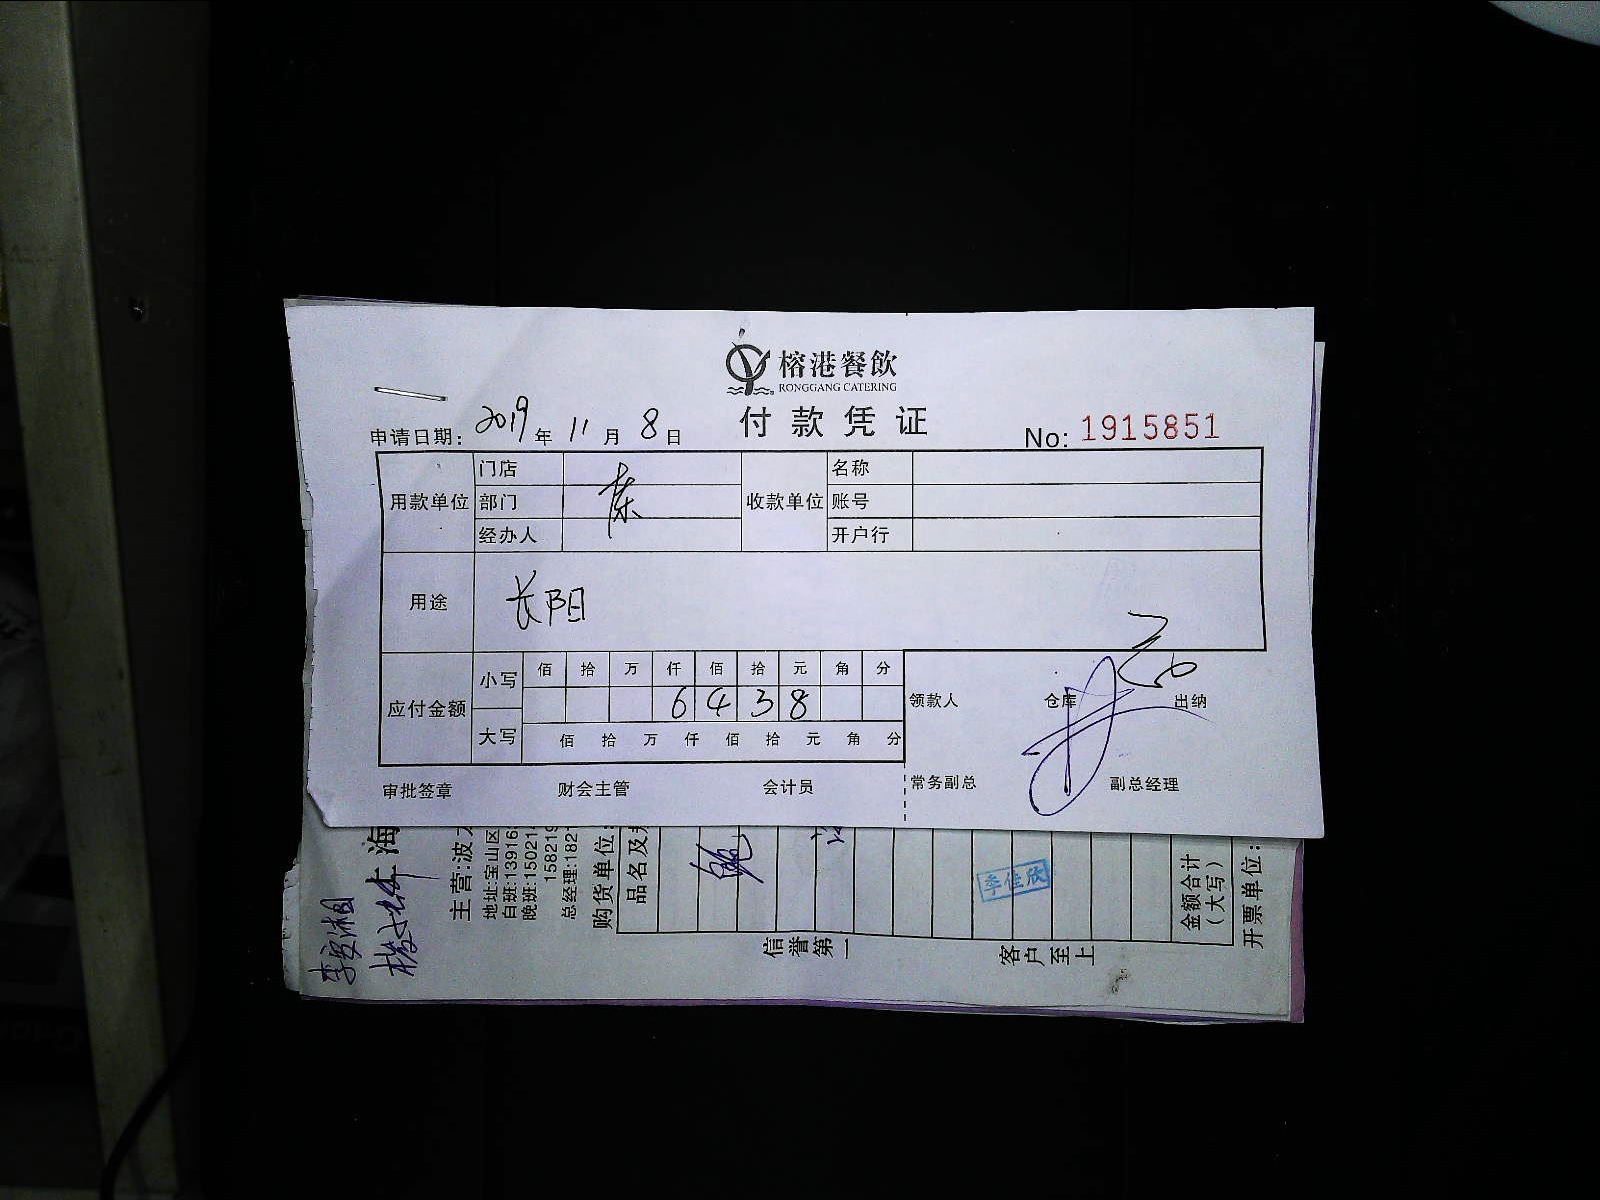 榕港餐飲
RONGGANG CATERING
付款凭证
申请日期: 2019 年 11 月 8 日
No: 1915851
用款单位
门店
部门
经办人
收款单位
名称
账号
开户行
用途
长阳
应付金额
小写
佰 拾 万 仟 佰 拾 元 角 分
6 4 3 8
大写
佰 拾 万 仟 佰 拾 元 角 分
领款人
仓库
出纳
审批签章
财会主管
会计员
常务副总
副总经理
海
主营:波
地址:宝山区
白班:13916
晚班:15021
158219
总经理:182
购货单位:
品名及
李佳欣
金额合计
(大写)
开票单位:
信誉第一
客户至上